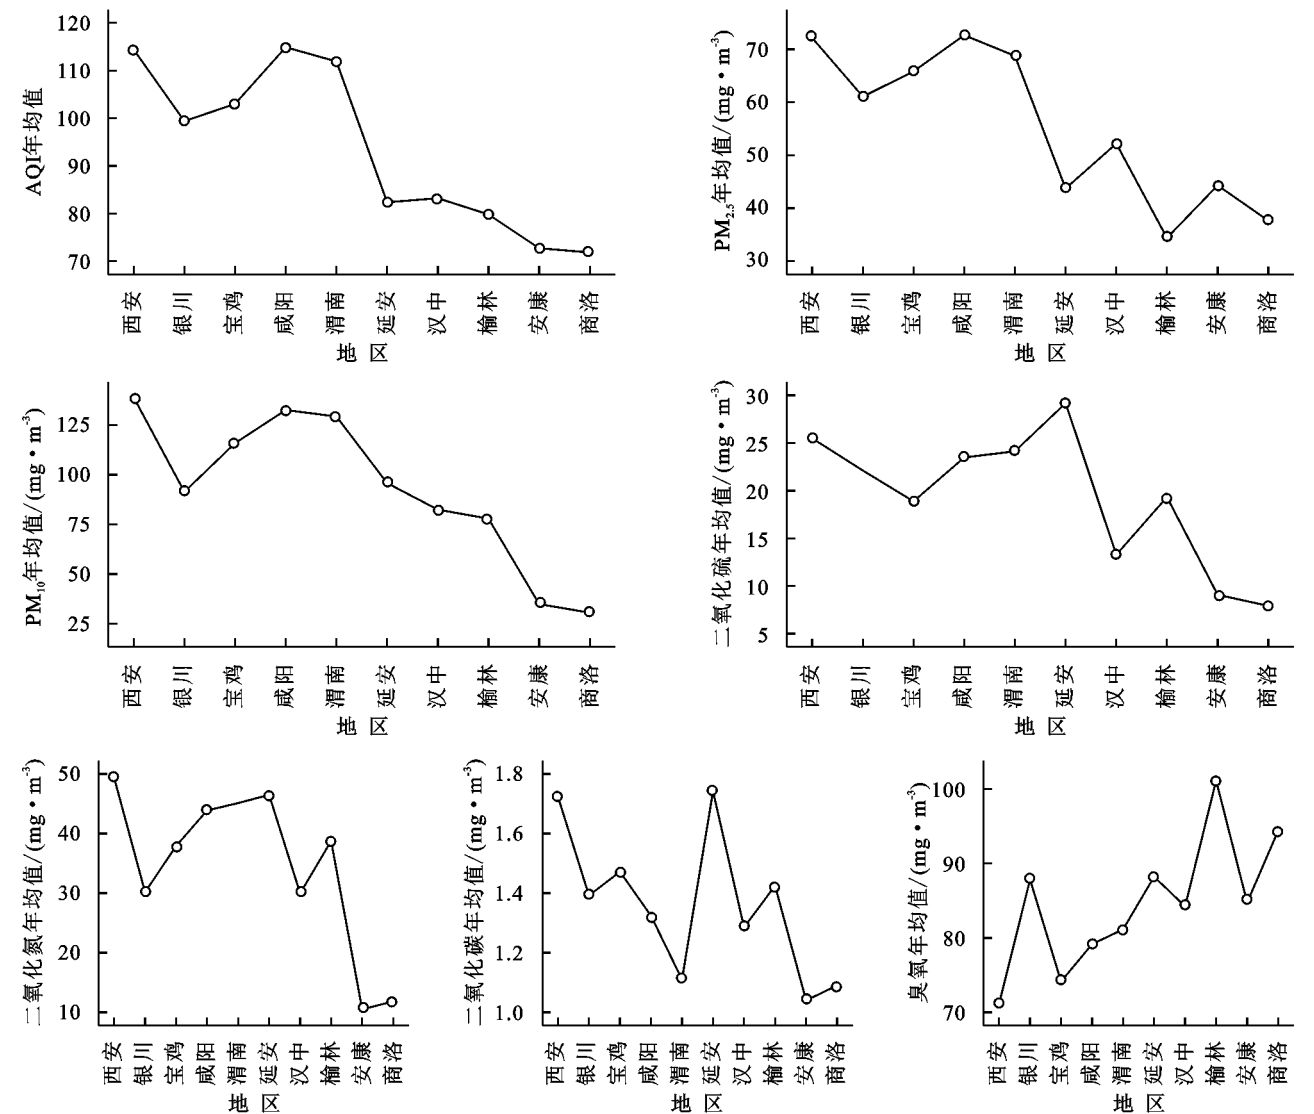 AQI年均值
120
110
100
90
80
70
西安 银川 宝鸡 咸阳 渭南 延安 汉中 榆林 安康 商洛
地 区
PM2.5年均值/(mg·m-3)
70
60
50
40
30
西安 银川 宝鸡 咸阳 渭南 延安 汉中 榆林 安康 商洛
地 区
PM10年均值/(mg·m-3)
125
100
75
50
25
西安 银川 宝鸡 咸阳 渭南 延安 汉中 榆林 安康 商洛
地 区
二氧化硫年均值/(mg·m-3)
30
25
20
15
10
5
西安 银川 宝鸡 咸阳 渭南 延安 汉中 榆林 安康 商洛
地 区
二氧化氮年均值/(mg·m-3)
50
40
30
20
10
西安 银川 宝鸡 咸阳 渭南 延安 汉中 榆林 安康 商洛
地 区
二氧化碳年均值/(mg·m-3)
1.8
1.6
1.4
1.2
1.0
西安 银川 宝鸡 咸阳 渭南 延安 汉中 榆林 安康 商洛
地 区
臭氧年均值/(mg·m-3)
100
90
80
70
西安 银川 宝鸡 咸阳 渭南 延安 汉中 榆林 安康 商洛
地 区